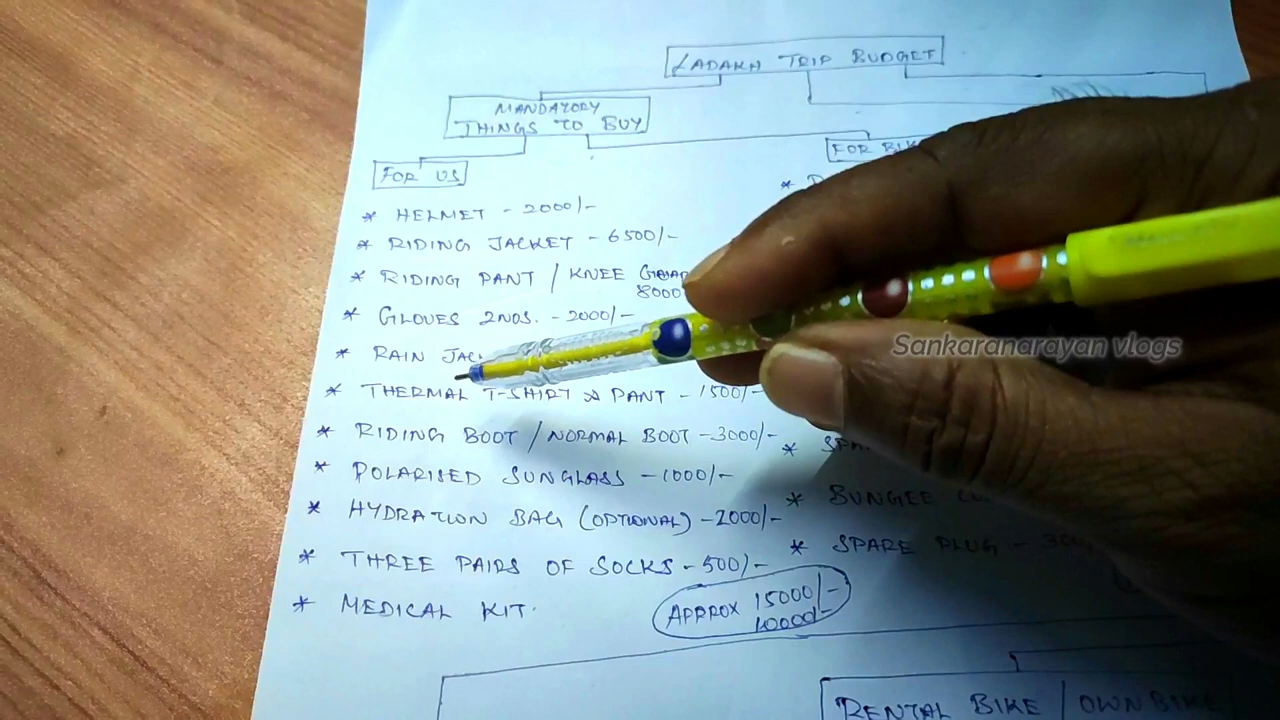 LADAKH TRIP BUDGET
MANDATORY
THINGS TO BUY
FOR US
FOR
* HELMET - 2000/-
* RIDING JACKET - 6500/-
* RIDING PANT / KNEE
8000
* GLOVES 2NOS. - 2000/-
* RAIN
* THERMAL T-SHIRT & PANT - 1500/-
* RIDING BOOT / NORMAL BOOT - 3000/-
* POLARISED SUNGLASS - 1000/-
* HYDRATION BAG (OPTIONAL) - 2000/-
* THREE PAIRS OF SOCKS - 500/-
* MEDICAL KIT.
APPROX 15000/-
10000/-
* BUNGEE
* SPARE PLUG -
RENTAL BIKE / OWN BIKE
Sankaranarayan vlogs